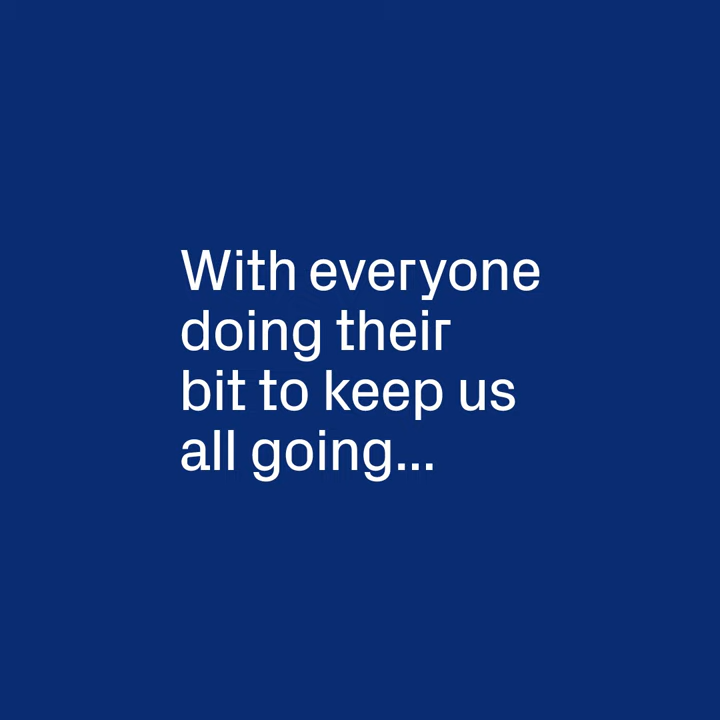 With everyone
doing their
bit to keep us
all going...